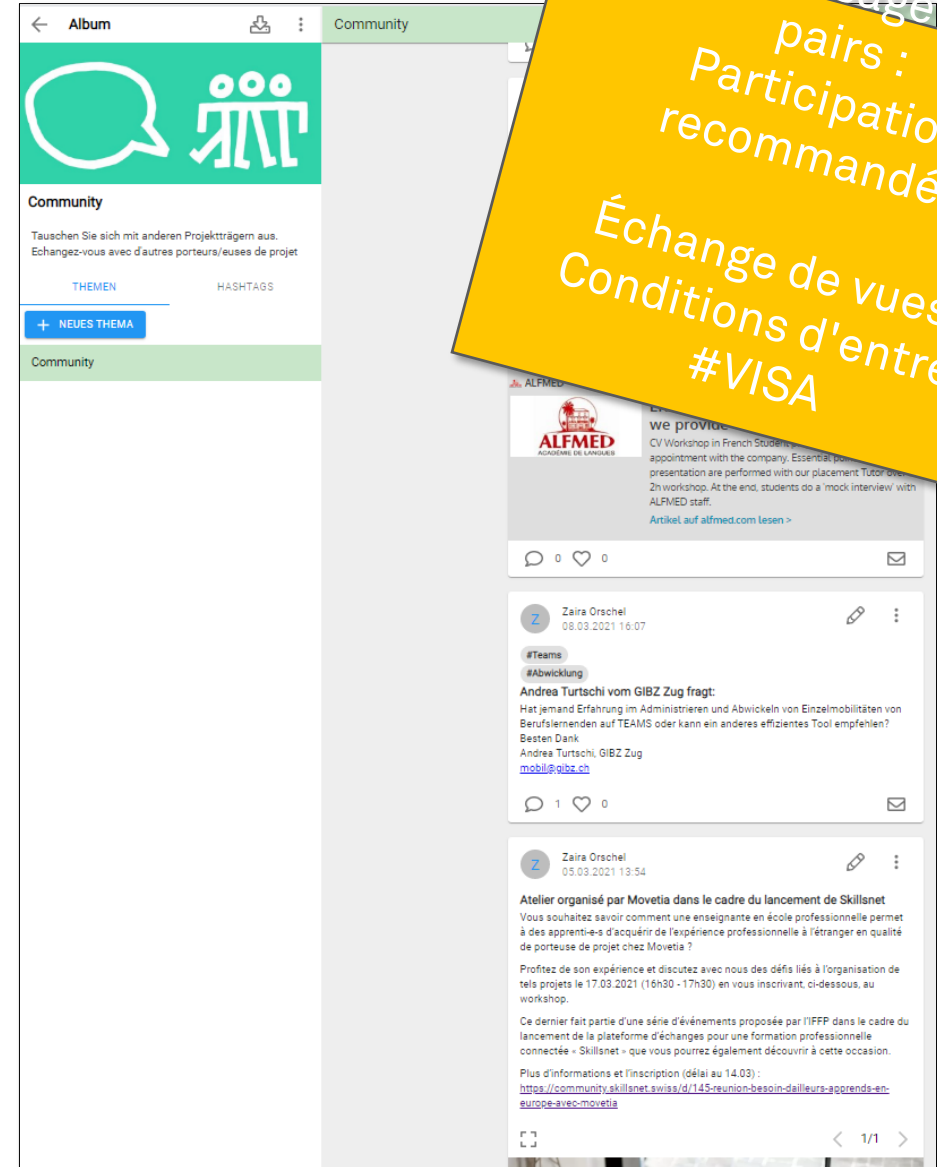 Album
Community
Community
Tauschen Sie sich mit anderen Projektträgern aus.
Echangez-vous avec d'autres porteurs/euses de projet
THEMEN
HASHTAGS
+ NEUES THEMA
Community
pairs :
Participatio
recommandé
Échange de vues
Conditions d'entré
#VISA
ALFMED
ALFMED
ACADÉMIE DE LANGUES
we provide
CV Workshop in French Student
appointment with the company. Essential
presentation are performed with our placement Tutor
2h workshop. At the end, students do a 'mock interview' with
ALFMED staff.
Artikel auf alfmed.com lesen >
0 0
Z
Zaira Orschel
08.03.2021 16:07
#Teams
#Abwicklung
Andrea Turtschi vom GIBZ Zug fragt:
Hat jemand Erfahrung im Administrieren und Abwickeln von Einzelmobilitäten von
Berufslernenden auf TEAMS oder kann ein anderes effizientes Tool empfehlen?
Besten Dank
Andrea Turtschi, GIBZ Zug
mobil@gibz.ch
1 0
Z
Zaira Orschel
05.03.2021 13:54
Atelier organisé par Movetia dans le cadre du lancement de Skillsnet
Vous souhaitez savoir comment une enseignante en école professionnelle permet
à des apprenti-e-s d'acquérir de l'expérience professionnelle à l'étranger en qualité
de porteuse de projet chez Movetia ?
Profitez de son expérience et discutez avec nous des défis liés à l'organisation de
tels projets le 17.03.2021 (16h30 - 17h30) en vous inscrivant, ci-dessous, au
workshop.
Ce dernier fait partie d'une série d'événements proposée par l'IFFP dans le cadre du
lancement de la plateforme d'échanges pour une formation professionnelle
connectée « Skillsnet » que vous pourrez également découvrir à cette occasion.
Plus d'informations et l'inscription (délai au 14.03) :
https://community.skillsnet.swiss/d/145-reunion-besoin-dailleurs-apprends-en-
europe-avec-movetia
< 1/1 >